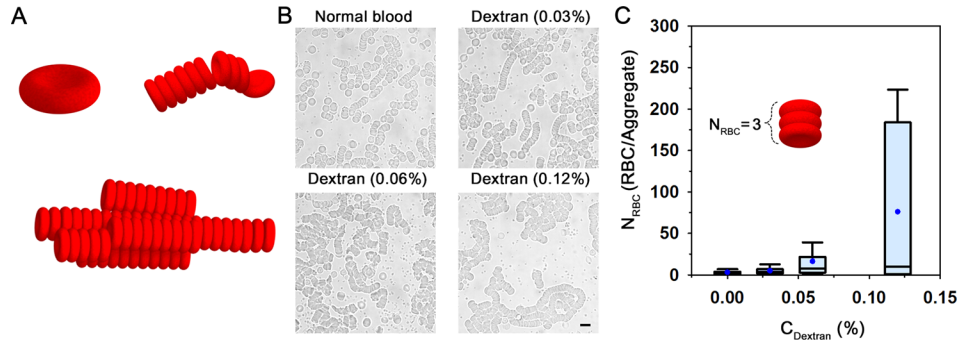 A
B
Normal blood
Dextran (0.03%)
Dextran (0.06%)
Dextran (0.12%)
C
N_RBC (RBC/Aggregate)
300
250
200
150
100
50
0
N_RBC = 3
0.00
0.05
0.10
0.15
C_Dextran (%)